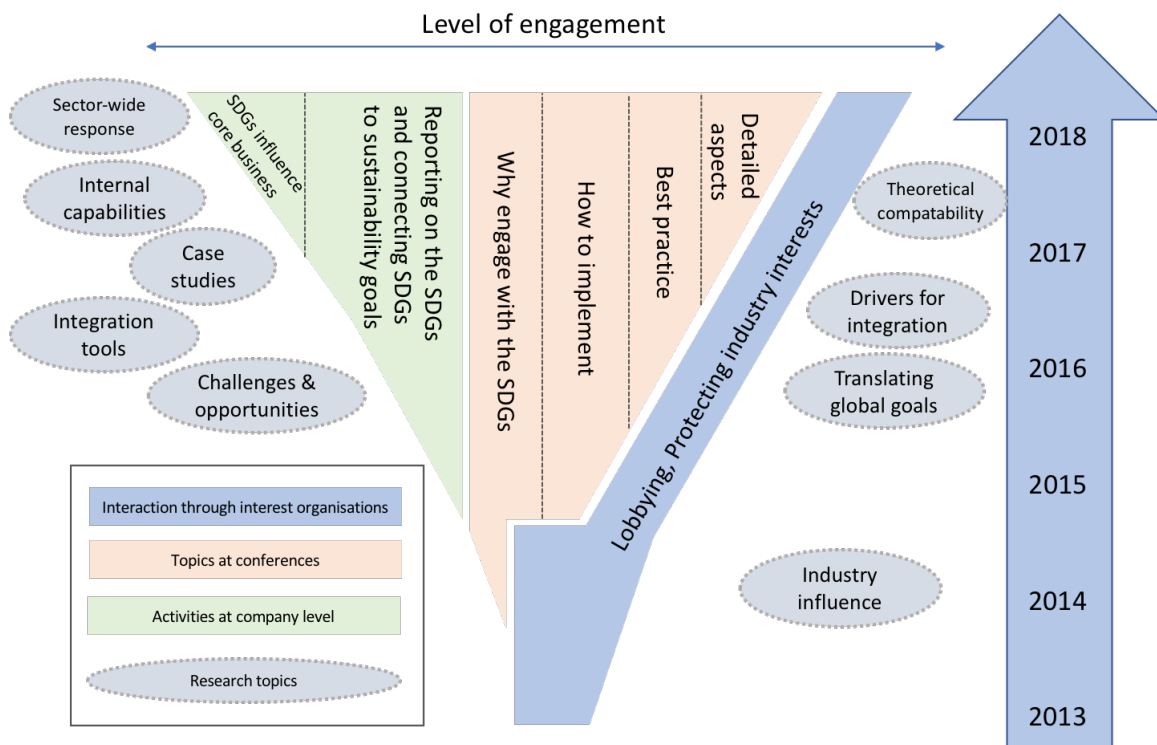 Level of engagement
Sector-wide
response
Internal
capabilities
Case
studies
Integration
tools
Challenges &
opportunities
SDGs influence
core business
Reporting on the SDGs
and connecting SDGs
to sustainability goals
Why engage with the SDGs
How to implement
Best practice
Detailed
aspects
Lobbying, Protecting industry interests
Theoretical
compatability
Drivers for
integration
Translating
global goals
Industry
influence
2018
2017
2016
2015
2014
2013
Interaction through interest organisations
Topics at conferences
Activities at company level
Research topics